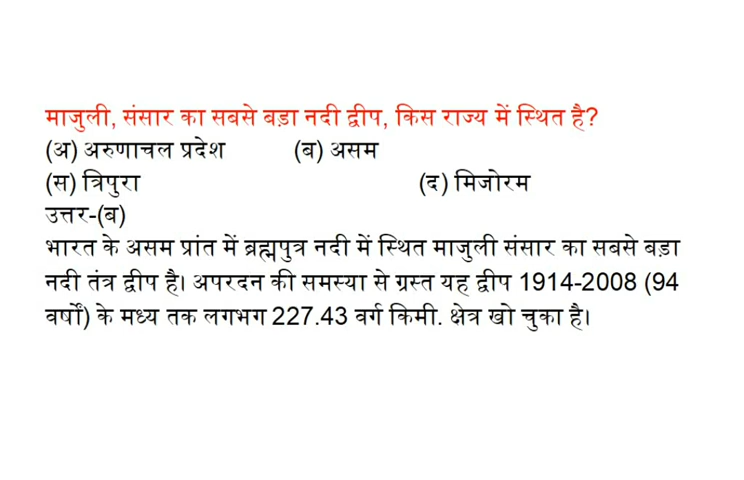 माजुली, संसार का सबसे बड़ा नदी द्वीप, किस राज्य में स्थित है?
(अ) अरुणाचल प्रदेश (ब) असम
(स) त्रिपुरा (द) मिजोरम
उत्तर-(ब)
भारत के असम प्रांत में ब्रह्मपुत्र नदी में स्थित माजुली संसार का सबसे बड़ा
नदी तंत्र द्वीप है। अपरदन की समस्या से ग्रस्त यह द्वीप 1914-2008 (94
वर्षों) के मध्य तक लगभग 227.43 वर्ग किमी. क्षेत्र खो चुका है।